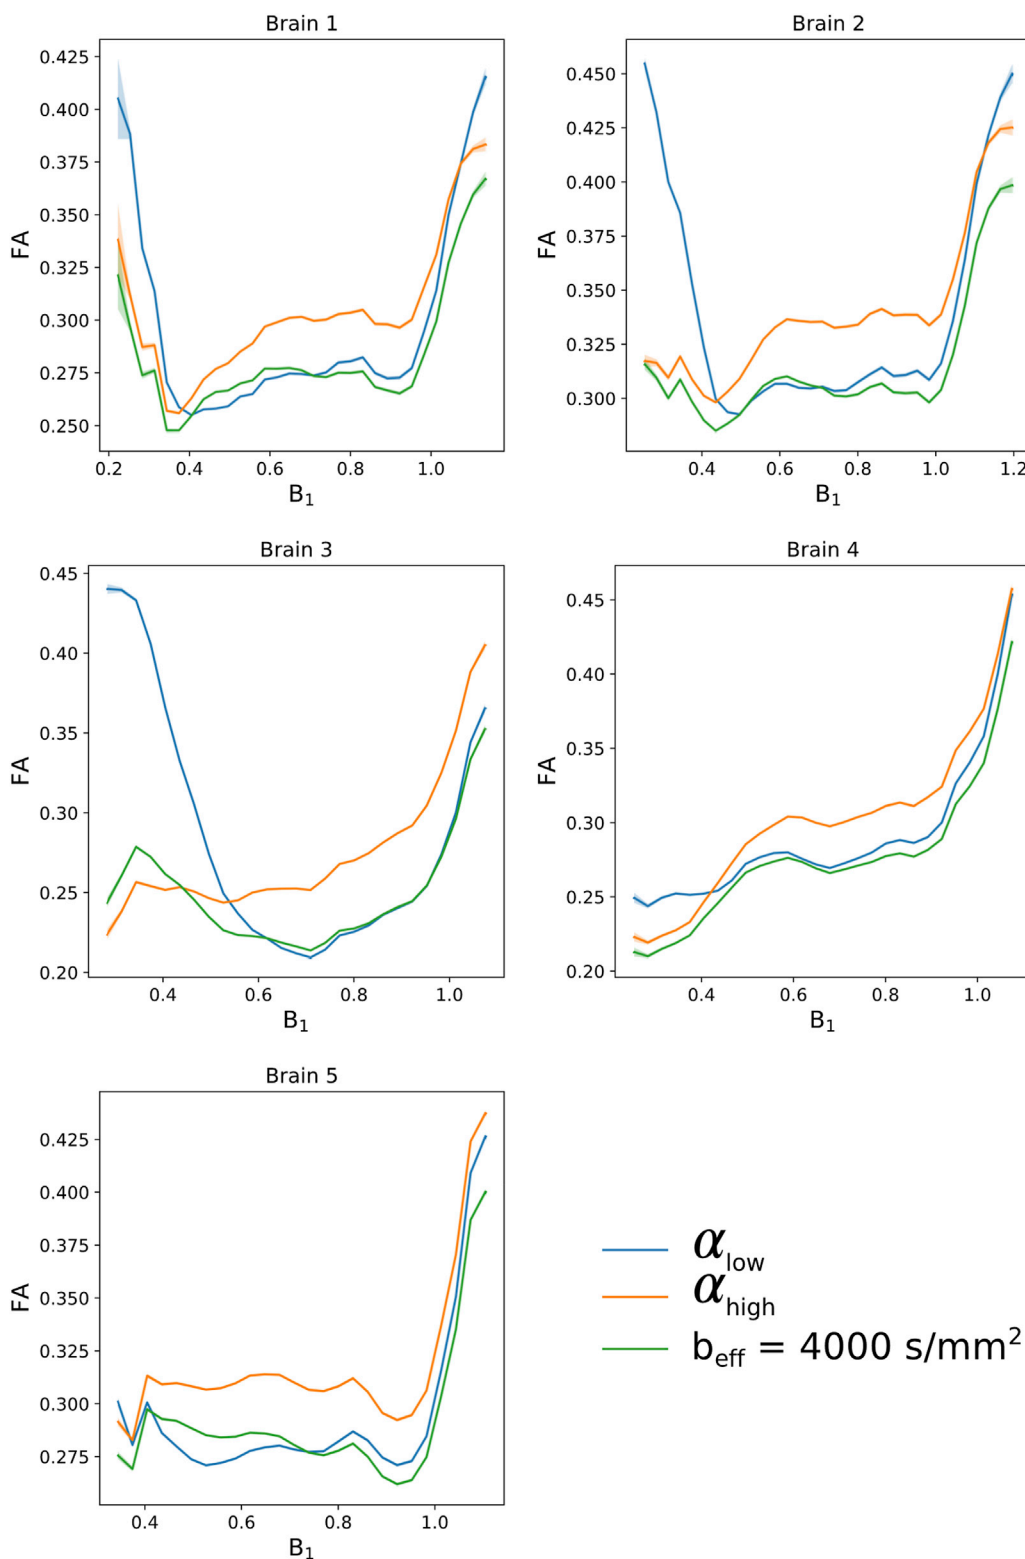 Brain 1
0.425
0.400
0.375
0.350
0.325
0.300
0.275
0.250
FA
0.2 0.4 0.6 0.8 1.0
B₁
Brain 2
0.450
0.425
0.400
0.375
0.350
0.325
0.300
FA
0.4 0.6 0.8 1.0 1.2
B₁
Brain 3
0.45
0.40
0.35
0.30
0.25
0.20
FA
0.4 0.6 0.8 1.0
B₁
Brain 4
0.45
0.40
0.35
0.30
0.25
0.20
FA
0.4 0.6 0.8 1.0
B₁
Brain 5
0.425
0.400
0.375
0.350
0.325
0.300
0.275
FA
0.4 0.6 0.8 1.0
B₁
α_low
α_high
b_eff = 4000 s/mm²